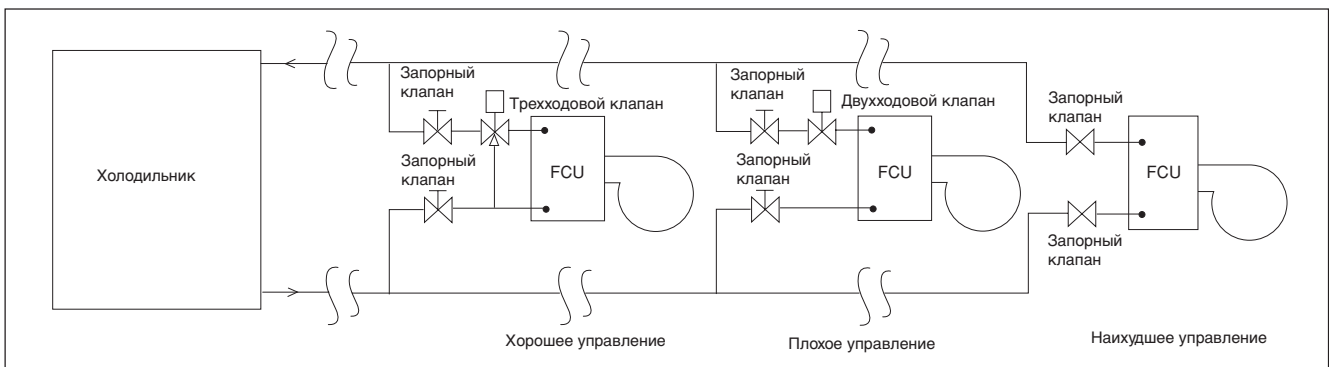 Холодильник
Запорный
клапан
Трехходовой клапан
Запорный
клапан
FCU
Хорошее управление
Запорный
клапан
Двухходовой клапан
Запорный
клапан
FCU
Плохое управление
Запорный
клапан
FCU
Запорный
клапан
Наихудшее управление